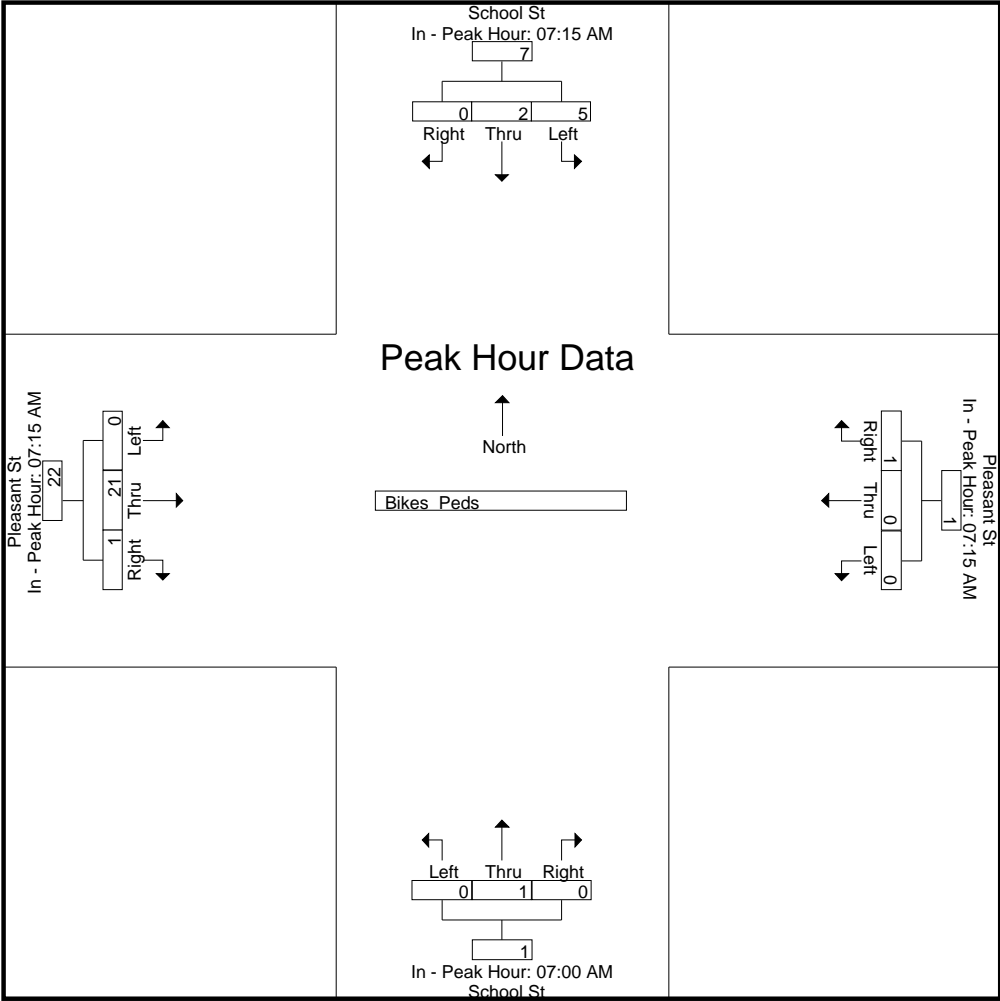 School St
In - Peak Hour: 07:15 AM
7
0 2 5
Right Thru Left
Peak Hour Data
North
Bikes Peds
Pleasant St
In - Peak Hour: 07:15 AM
22
0 21 1
Left Thru Right
Pleasant St
In - Peak Hour: 07:15 AM
1
1 0 0
Right Thru Left
Left Thru Right
0 1 0
1
In - Peak Hour: 07:00 AM
School St